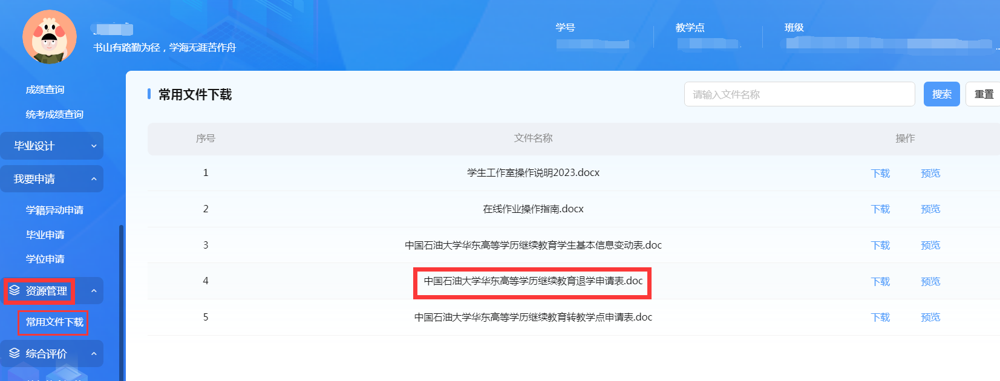 书山有路勤为径，学海无涯苦作舟
学号
教学点
班级
成绩查询
统考成绩查询
毕业设计
我要申请
学籍异动申请
毕业申请
学位申请
资源管理
常用文件下载
综合评价
常用文件下载
请输入文件名称
搜索
重置
序号 文件名称 操作
1 学生工作室操作说明2023.docx 下载 预览
2 在线作业操作指南.docx 下载 预览
3 中国石油大学华东高等学历继续教育学生基本信息变动表.doc 下载 预览
4 中国石油大学华东高等学历继续教育退学申请表.doc 下载 预览
5 中国石油大学华东高等学历继续教育转教学点申请表.doc 下载 预览